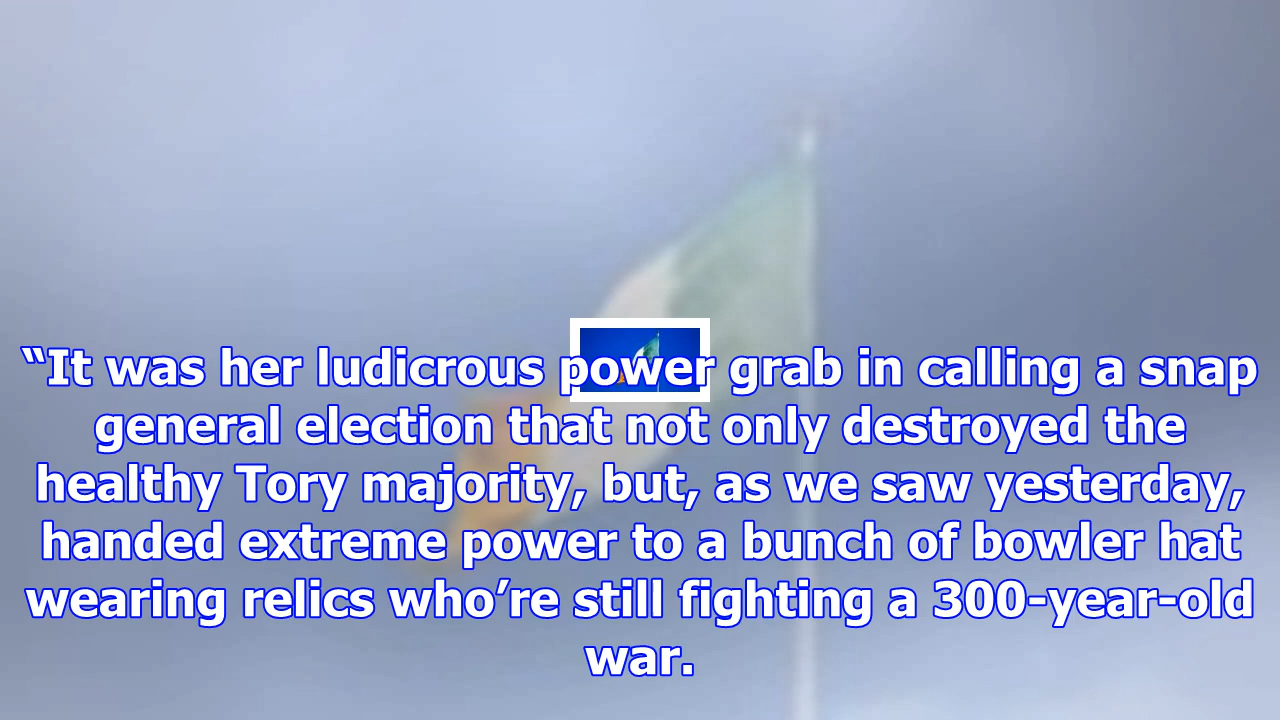 “It was her ludicrous power grab in calling a snap
general election that not only destroyed the
healthy Tory majority, but, as we saw yesterday,
handed extreme power to a bunch of bowler hat
wearing relics who’re still fighting a 300-year-old
war.